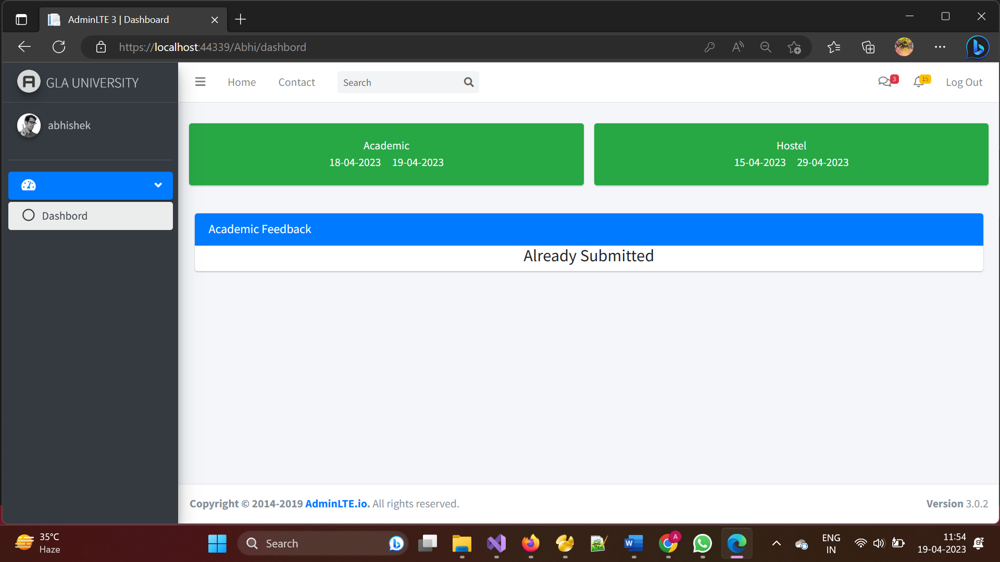 AdminLTE 3 | Dashboard
https://localhost:44339/Abhi/dashbord
GLA UNIVERSITY
Home
Contact
Search
3
15
Log Out
abhishek
Academic
18-04-2023 19-04-2023
Hostel
15-04-2023 29-04-2023
Dashbord
Academic Feedback
Already Submitted
Copyright © 2014-2019 AdminLTE.io. All rights reserved.
Version 3.0.2
35°C
Haze
Search
A
ENG
IN
11:54
19-04-2023